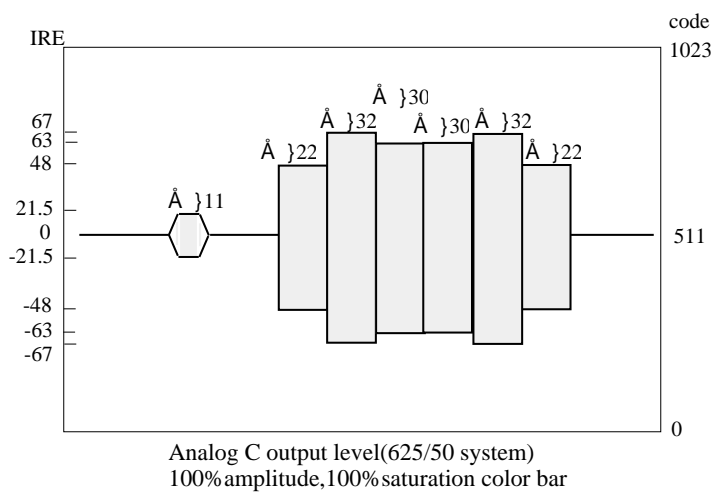 code
IRE
1023
Å }30
67
Å }32
Å }30
Å }32
63
48
Å }22
Å }22
21.5
Å }11
0
511
-21.5
-48
-63
-67
0
Analog C output level(625/50 system)
100%amplitude,100%saturation color bar